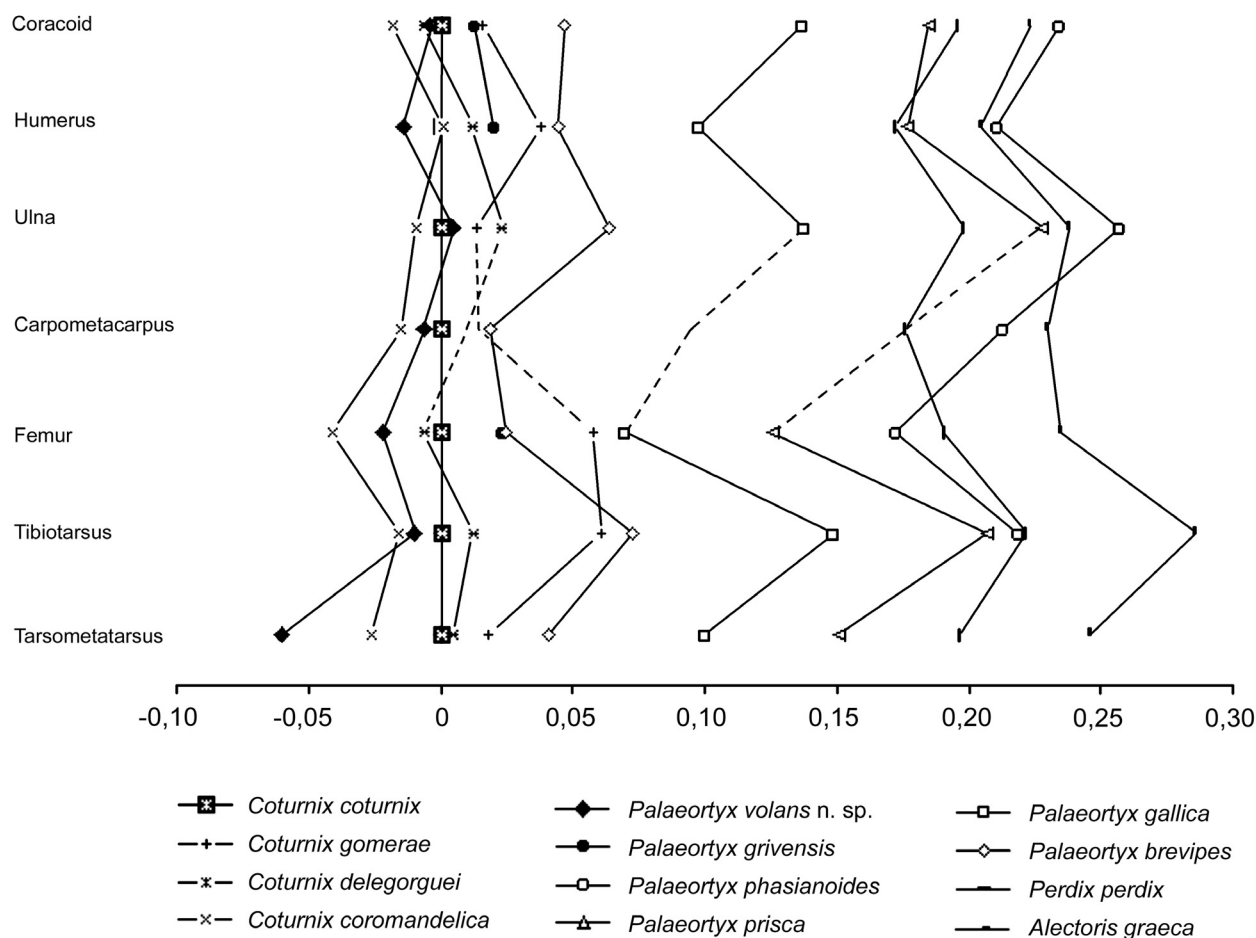 Coracoid
Humerus
Ulna
Carpometacarpus
Femur
Tibiotarsus
Tarsometatarsus
-0,10 -0,05 0 0,05 0,10 0,15 0,20 0,25 0,30
Coturnix coturnix
Coturnix gomerae
Coturnix delegorguei
Coturnix coromandelica
Palaeortyx volans n. sp.
Palaeortyx grivensis
Palaeortyx phasianoides
Palaeortyx prisca
Palaeortyx gallica
Palaeortyx brevipes
Perdix perdix
Alectoris graeca